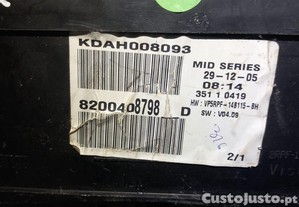 KDAH008093
MID SERIES
29-12-05
08:14
351 1 0419
HW : VP5RPF-14B115-BH
SW : V04.09
8200408798 D
2/1
CustoJusto.pt